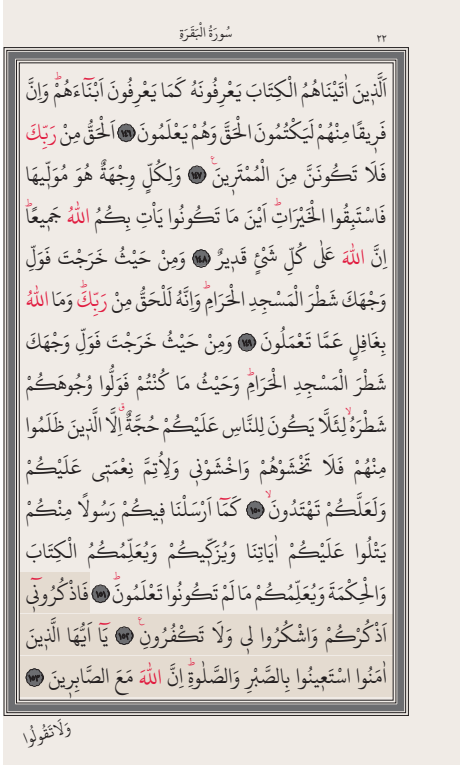 سُورَةُ الْبَقَرَةِ
٢٢
اَلَّذ۪ينَ اٰتَيْنَاهُمُ الْكِتَابَ يَعْرِفُونَهُ كَمَا يَعْرِفُونَ اَبْنَٓاءَهُمْۜ وَاِنَّ
فَر۪يقًا مِنْهُمْ لَيَكْتُمُونَ الْحَقَّ وَهُمْ يَعْلَمُونَ ﴿١٤٦﴾ اَلْحَقُّ مِنْ رَبِّكَ
فَلَا تَكُونَنَّ مِنَ الْمُمْتَر۪ينَ۟ ﴿١٤٧﴾ وَلِكُلٍّ وِجْهَةٌ هُوَ مُوَلّ۪يهَا
فَاسْتَبِقُوا الْخَيْرَاتِۜ اَيْنَ مَا تَكُونُوا يَأْتِ بِكُمُ اللّٰهُ جَم۪يعًاۜ
اِنَّ اللّٰهَ عَلٰى كُلِّ شَيْءٍ قَد۪يرٌ ﴿١٤٨﴾ وَمِنْ حَيْثُ خَرَجْتَ فَوَلِّ
وَجْهَكَ شَطْرَ الْمَسْجِدِ الْحَرَامِۜ وَاِنَّهُ لَلْحَقُّ مِنْ رَبِّكَۜ وَمَا اللّٰهُ
بِغَافِلٍ عَمَّا تَعْمَلُونَ ﴿١٤٩﴾ وَمِنْ حَيْثُ خَرَجْتَ فَوَلِّ وَجْهَكَ
شَطْرَ الْمَسْجِدِ الْحَرَامِۜ وَحَيْثُ مَا كُنْتُمْ فَوَلُّوا وُجُوهَكُمْ
شَطْرَهُۙ لِئَلَّا يَكُونَ لِلنَّاسِ عَلَيْكُمْ حُجَّةٌۗ اِلَّا الَّذ۪ينَ ظَلَمُوا
مِنْهُمْ فَلَا تَخْشَوْهُمْ وَاخْشَوْن۪ي وَلِاُتِمَّ نِعْمَت۪ي عَلَيْكُمْ
وَلَعَلَّكُمْ تَهْتَدُونَۙ ﴿١٥٠﴾ كَمَٓا اَرْسَلْنَا ف۪يكُمْ رَسُولًا مِنْكُمْ
يَتْلُوا عَلَيْكُمْ اٰيَاتِنَا وَيُزَكّ۪يكُمْ وَيُعَلِّمُكُمُ الْكِتَابَ
وَالْحِكْمَةَ وَيُعَلِّمُكُمْ مَا لَمْ تَكُونُوا تَعْلَمُونَۜ ﴿١٥١﴾ فَاذْكُرُون۪ٓي
اَذْكُرْكُمْ وَاشْكُرُوا ل۪ي وَلَا تَكْفُرُونِ۟ ﴿١٥٢﴾ يَٓا اَيُّهَا الَّذ۪ينَ
اٰمَنُوا اسْتَع۪ينُوا بِالصَّبْرِ وَالصَّلٰوةِۜ اِنَّ اللّٰهَ مَعَ الصَّابِر۪ينَ ﴿١٥٣﴾
وَلَا تَقُولُوا